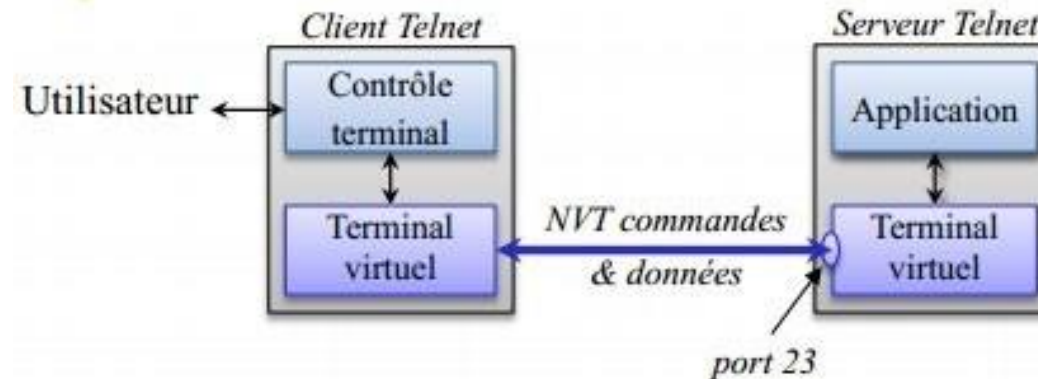 Client Telnet
Serveur Telnet
Utilisateur
Contrôle
terminal
Application
Terminal
virtuel
NVT commandes
& données
Terminal
virtuel
port 23